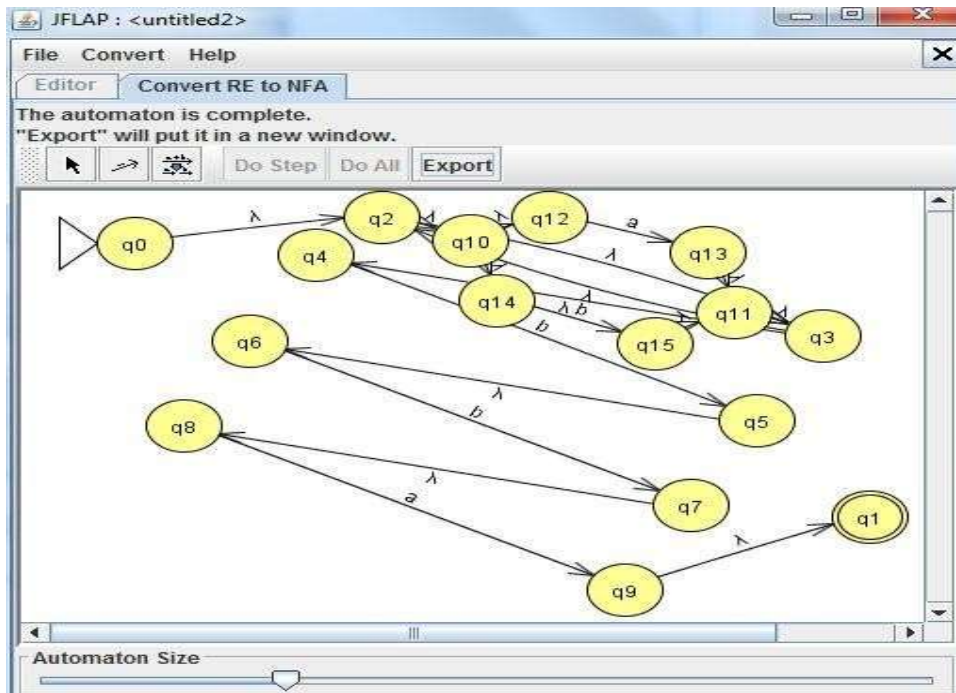 JFLAP : <untitled2>
File Convert Help
Editor Convert RE to NFA
The automaton is complete.
"Export" will put it in a new window.
Do Step Do All Export
q0 λ q2 q10 λ q12 a q13
q4 λ
q14 λ b q15 λ q11 q3
q6 b
λ q5
q8 b
λ q7 q1
a λ
q9
Automaton Size